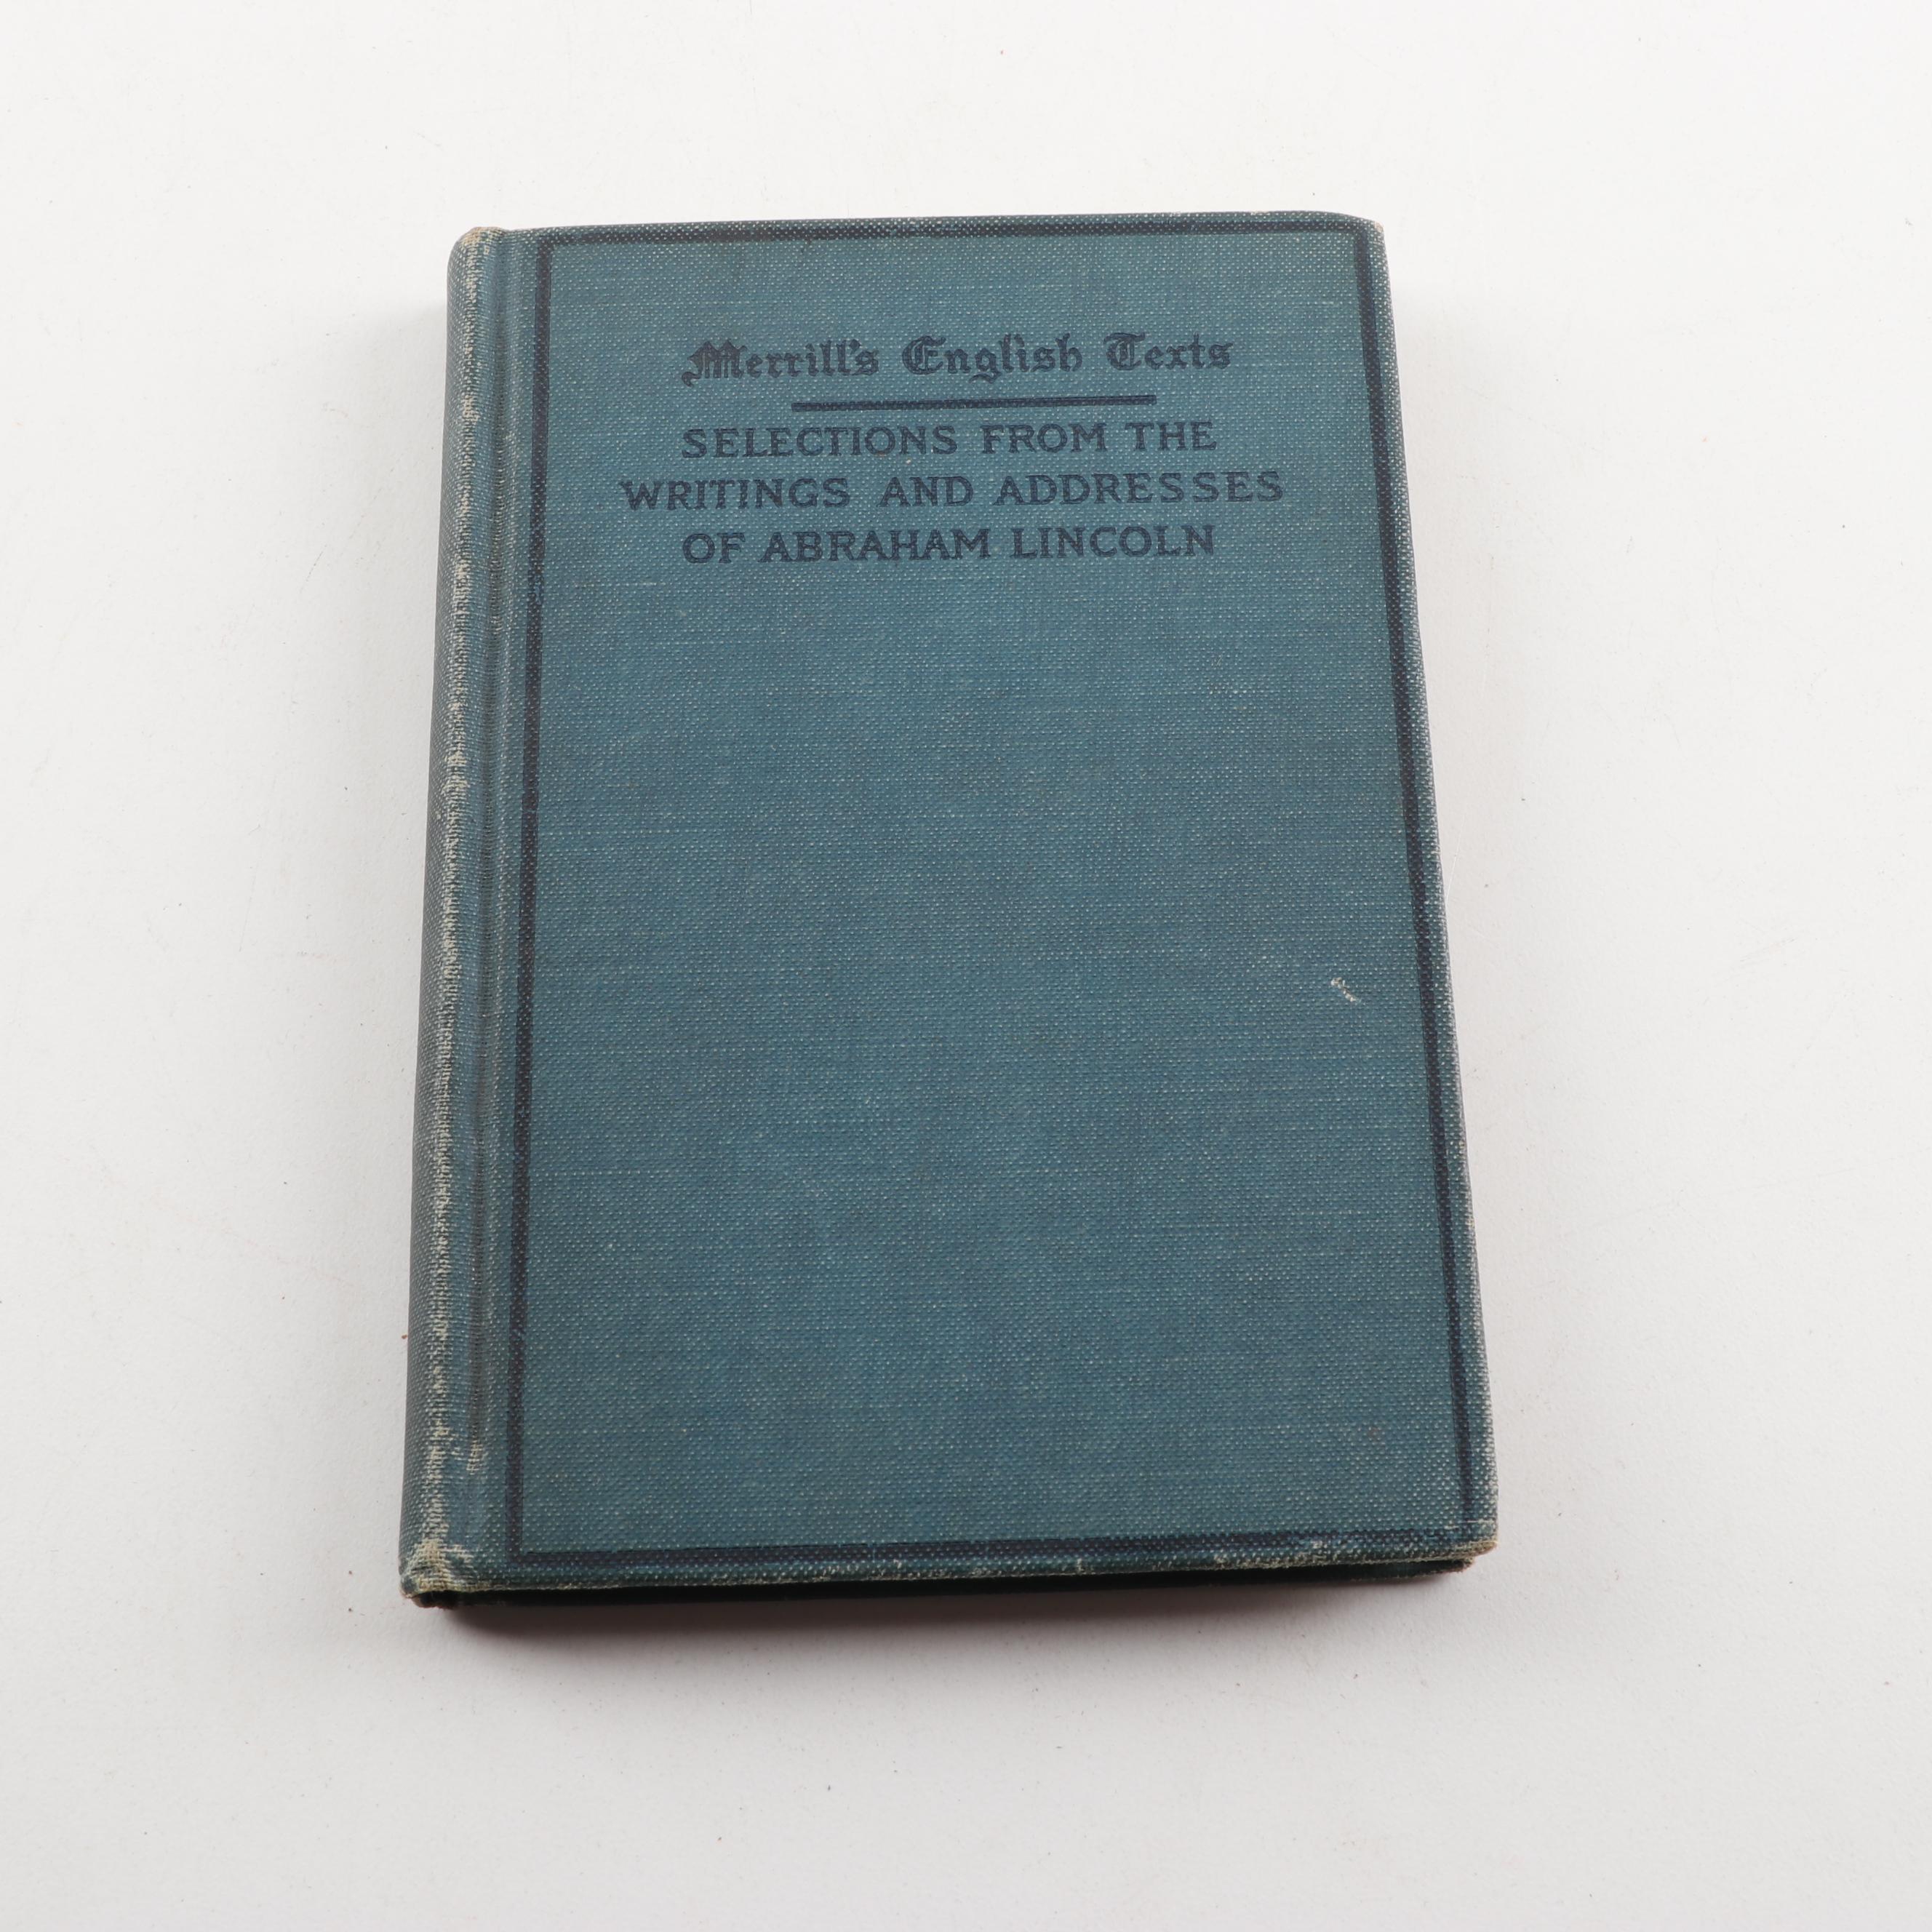 Merrill's English Texts
SELECTIONS FROM THE
WRITINGS AND ADDRESSES
OF ABRAHAM LINCOLN